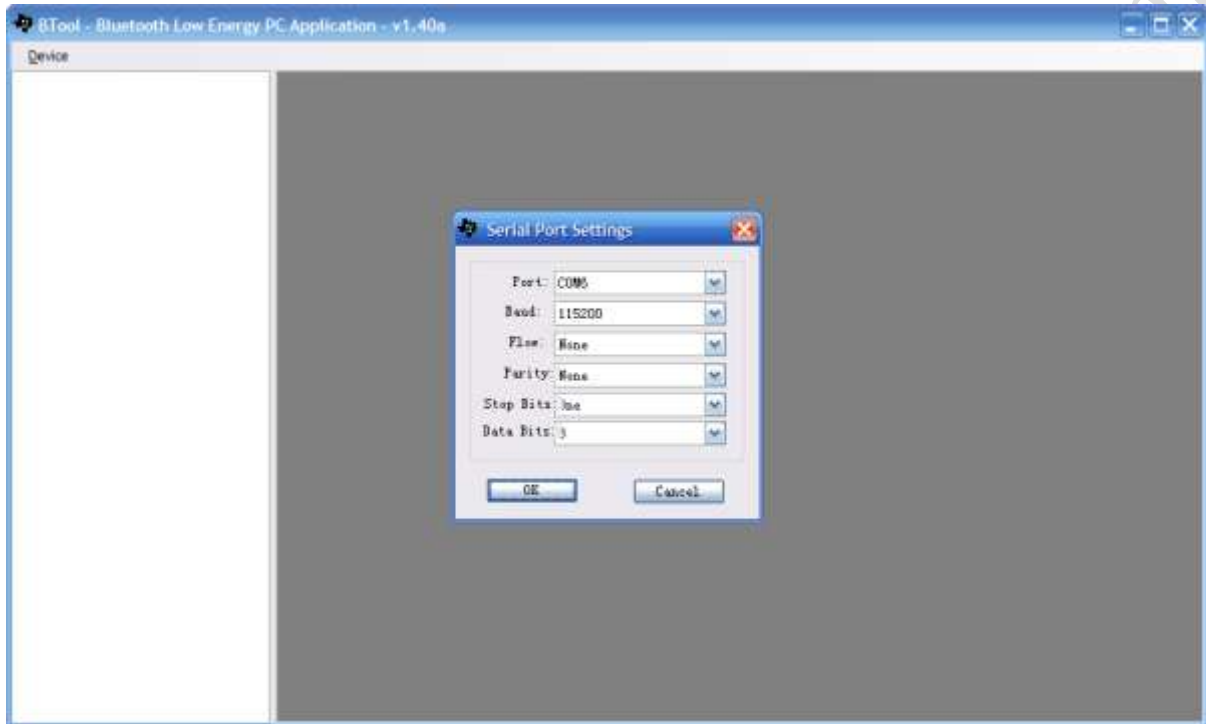 BTool - Bluetooth Low Energy PC Application - v1.40a
Device
Serial Port Settings
Port: COM6
Baud: 115200
Flow: None
Parity: None
Stop Bits: One
Data Bits:
OK
Cancel